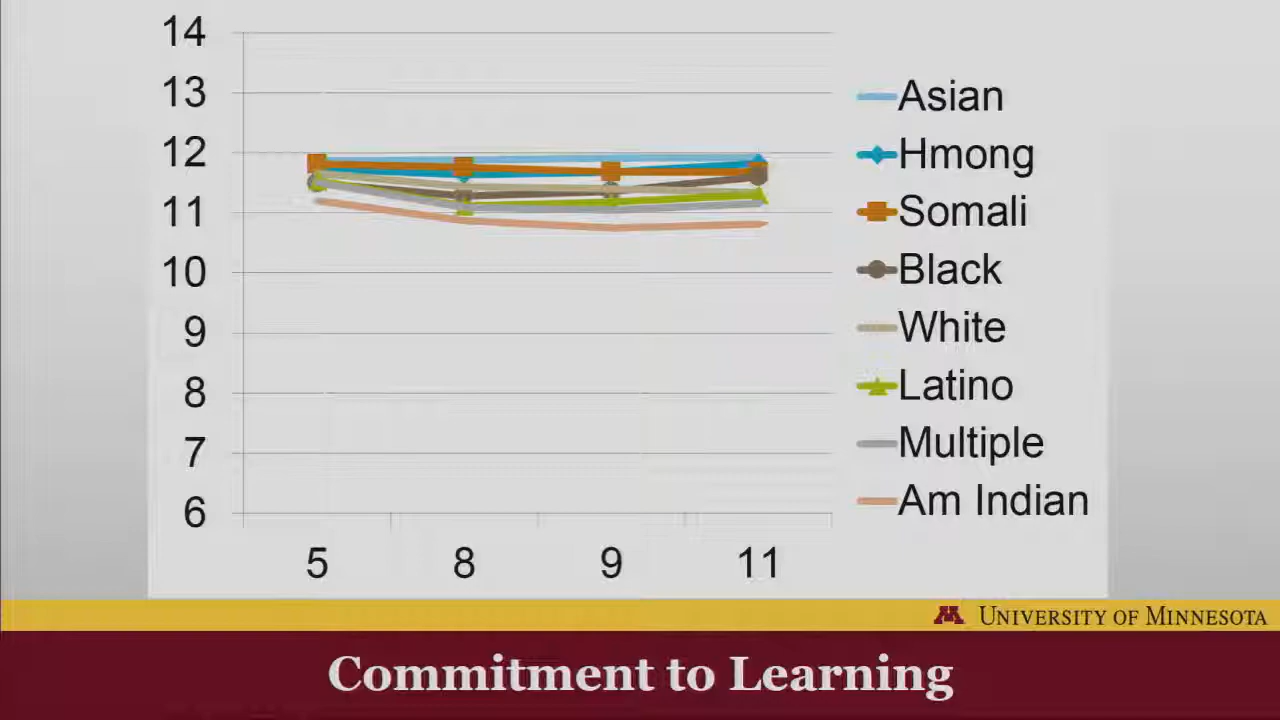 14
13
12
11
10
9
8
7
6
5 8 9 11
Asian
Hmong
Somali
Black
White
Latino
Multiple
Am Indian
M University of Minnesota
Commitment to Learning